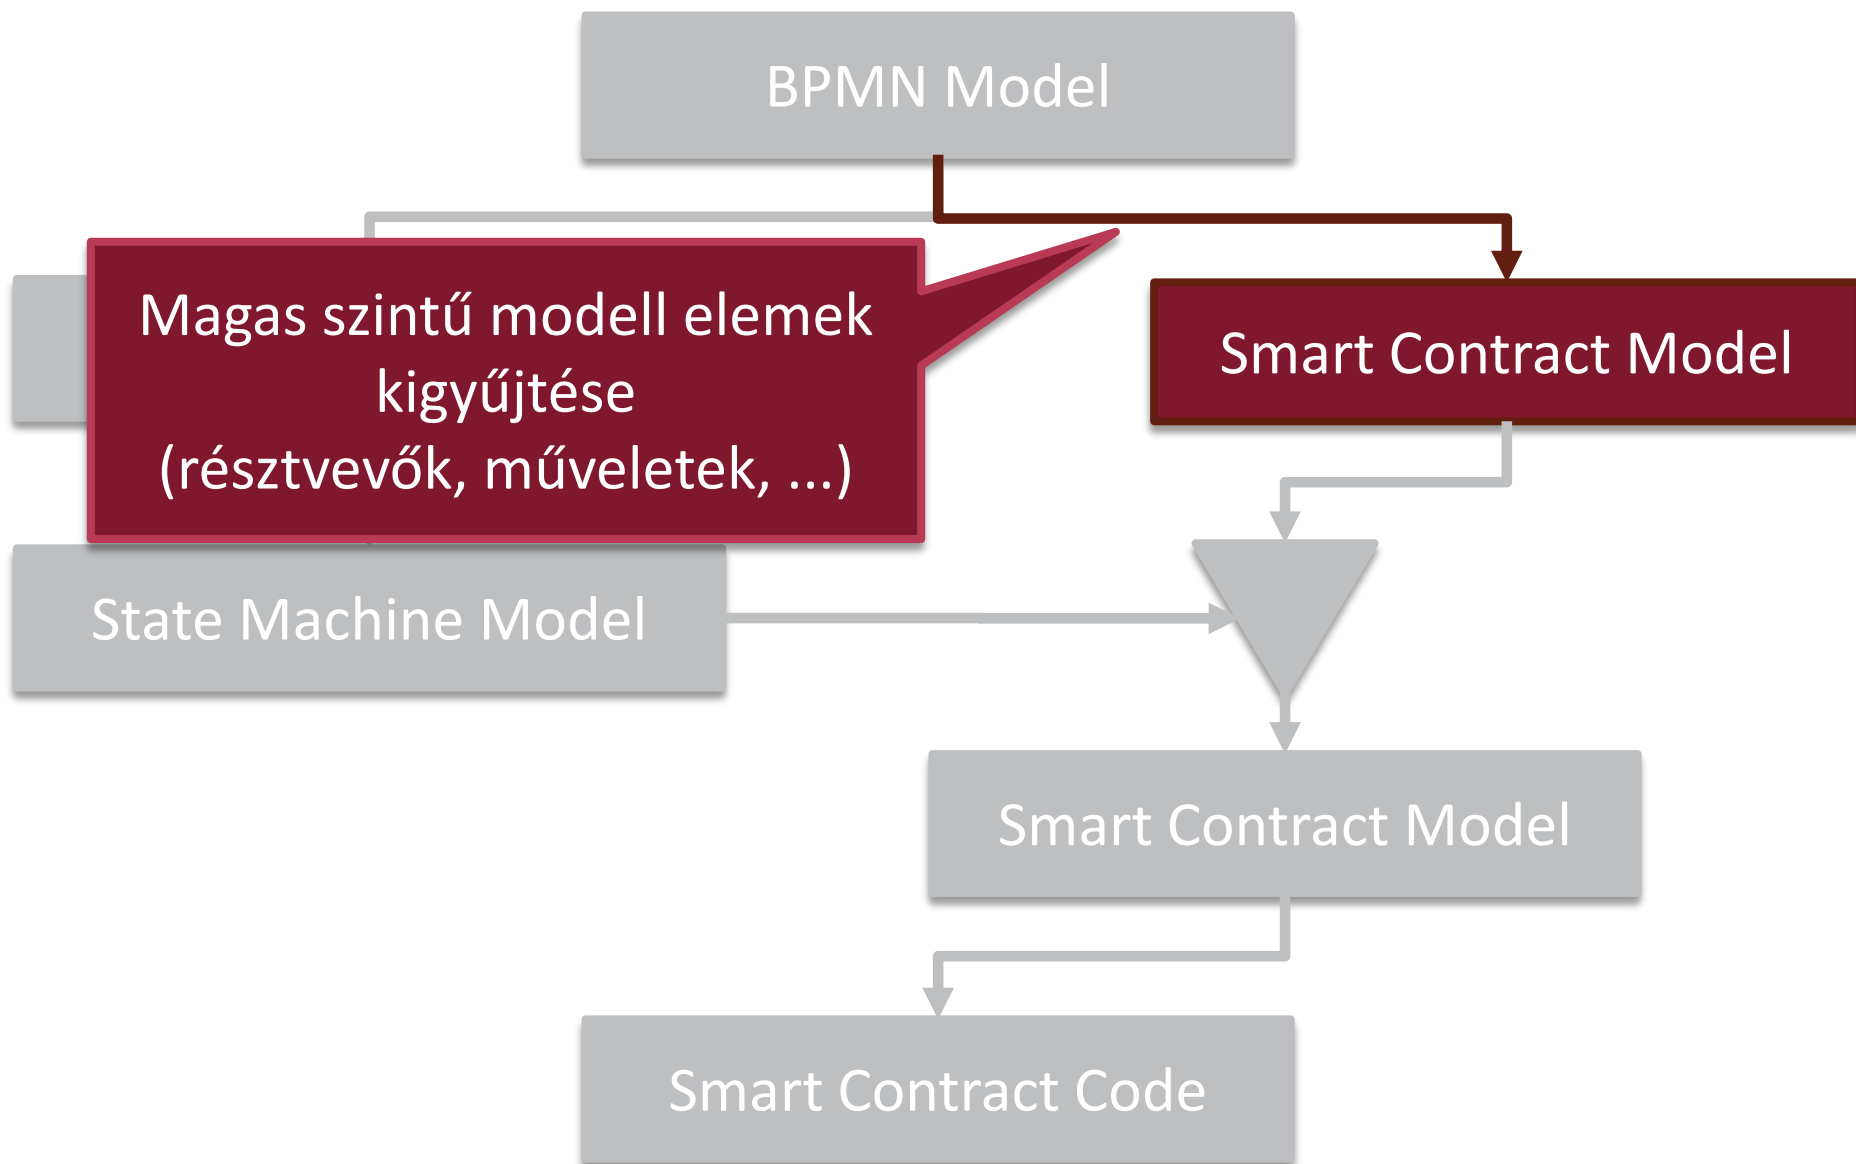 BPMN Model
Magas szintű modell elemek
kigyűjtése
(résztvevők, műveletek, ...)
Smart Contract Model
State Machine Model
Smart Contract Model
Smart Contract Code